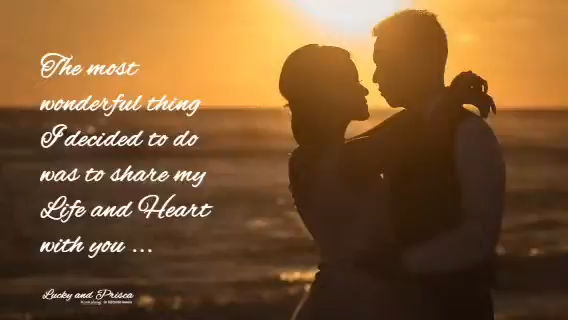 The most
wonderful thing
I decided to do
was to share my
Life and Heart
with you ...
Lucky and Prisca